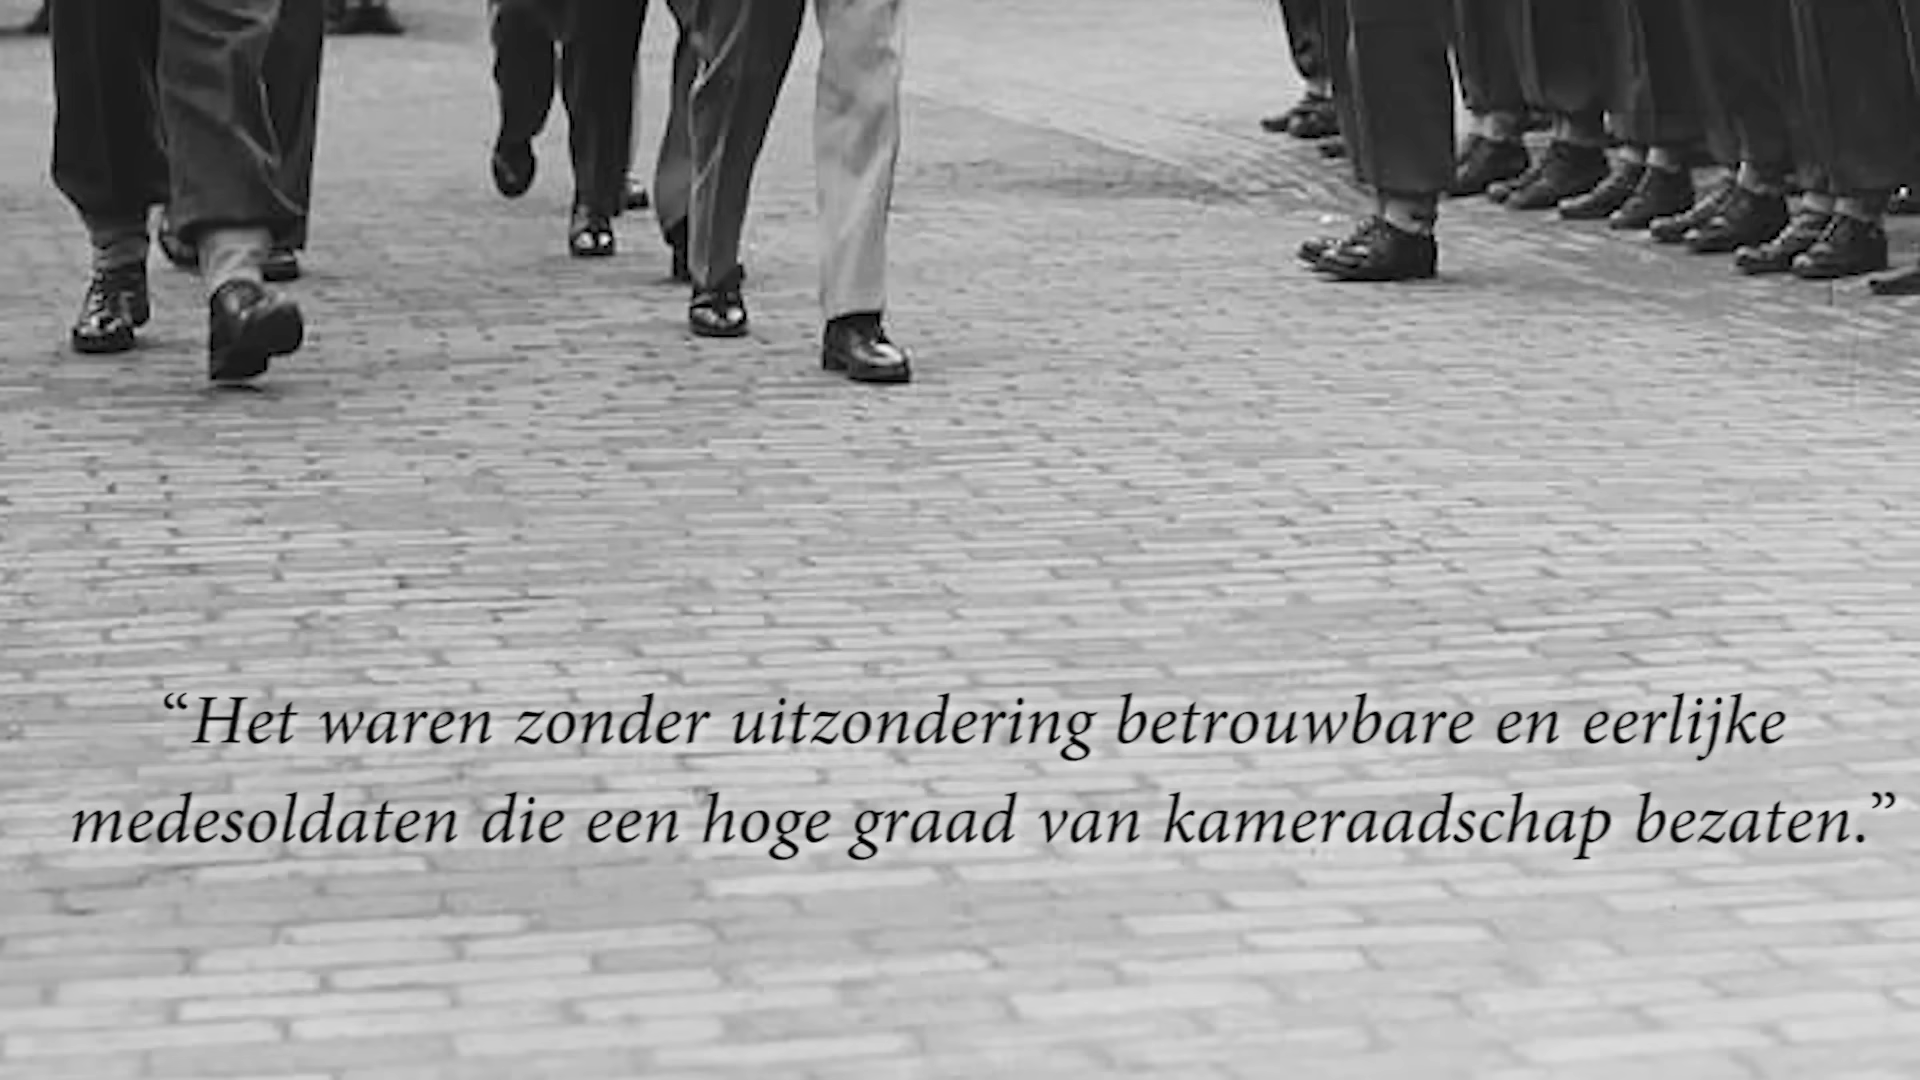 “Het waren zonder uitzondering betrouwbare en eerlijke
medesoldaten die een hoge graad van kameraadschap bezaten.”